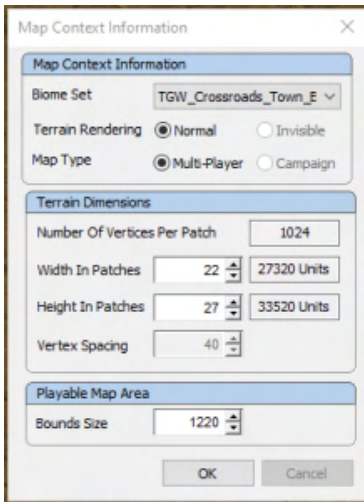 Map Context Information
Map Context Information
Biome Set TGW_Crossroads_Town_E
Terrain Rendering Normal Invisible
Map Type Multi-Player Campaign
Terrain Dimensions
Number Of Vertices Per Patch 1024
Width In Patches 22 27320 Units
Height In Patches 27 33520 Units
Vertex Spacing 40
Playable Map Area
Bounds Size 1220
OK Cancel